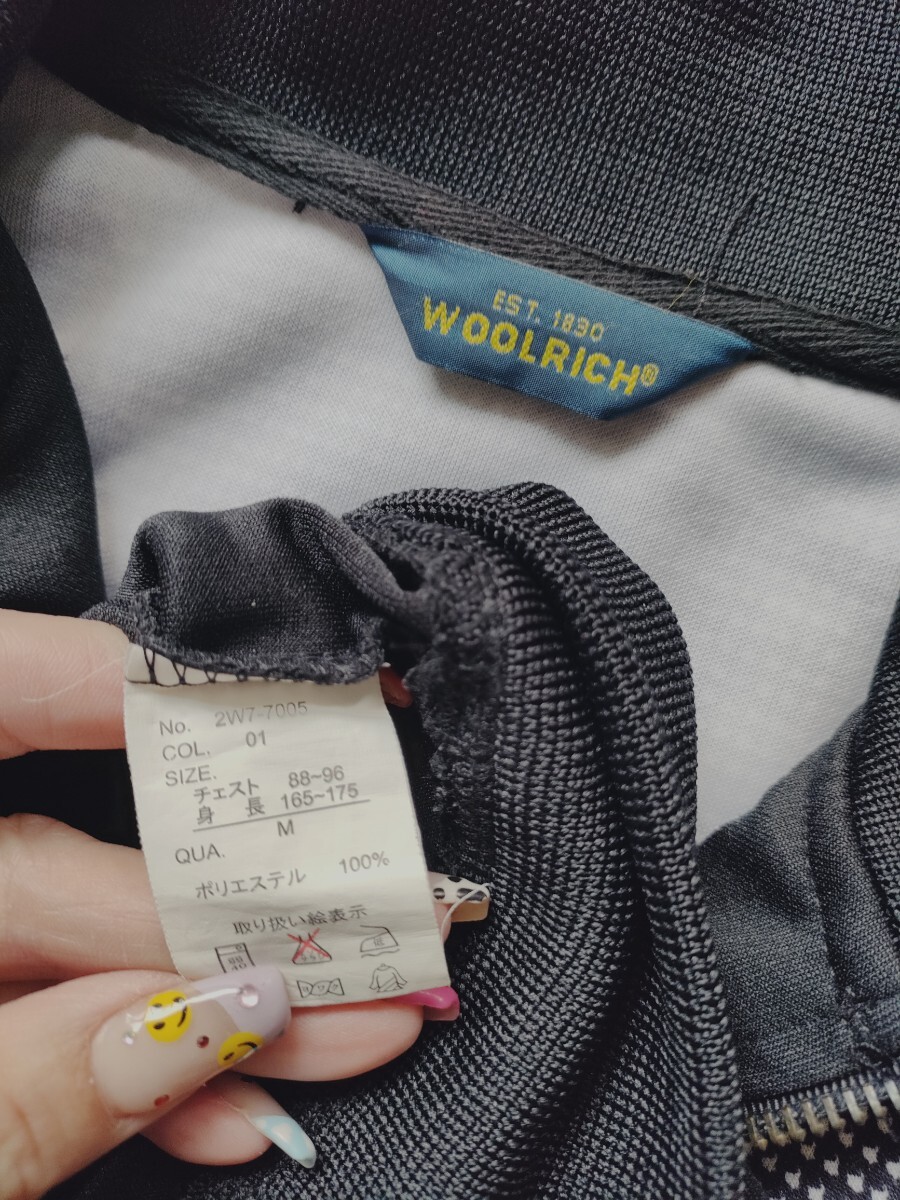 EST. 1830
WOOLRICH®
No. 2W7-7005
COL. 01
SIZE.
チェスト 88~96
身 長 165~175
M
QUA.
ポリエステル 100%
取り扱い絵表示